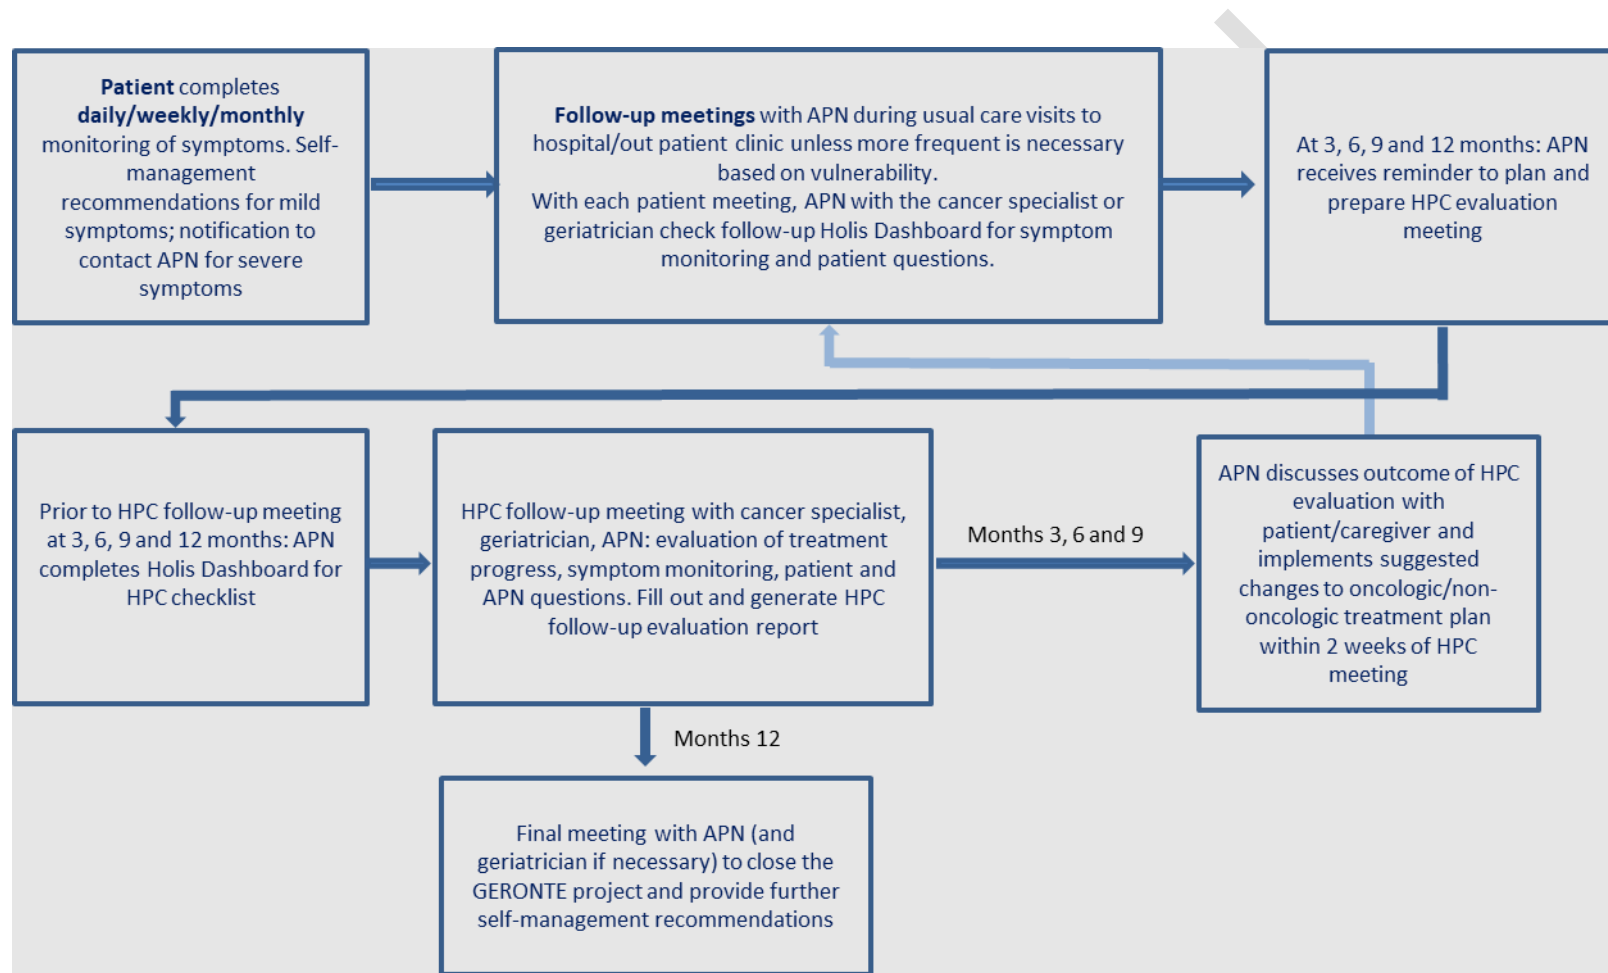 Patient completes
daily/weekly/monthly
monitoring of symptoms. Self-
management
recommendations for mild
symptoms; notification to
contact APN for severe
symptoms
Follow-up meetings with APN during usual care visits to
hospital/out patient clinic unless more frequent is necessary
based on vulnerability.
With each patient meeting, APN with the cancer specialist or
geriatrician check follow-up Holis Dashboard for symptom
monitoring and patient questions.
At 3, 6, 9 and 12 months: APN
receives reminder to plan and
prepare HPC evaluation
meeting
Prior to HPC follow-up meeting
at 3, 6, 9 and 12 months: APN
completes Holis Dashboard for
HPC checklist
HPC follow-up meeting with cancer specialist,
geriatrician, APN: evaluation of treatment
progress, symptom monitoring, patient and
APN questions. Fill out and generate HPC
follow-up evaluation report
Months 3, 6 and 9
APN discusses outcome of HPC
evaluation with
patient/caregiver and
implements suggested
changes to oncologic/non-
oncologic treatment plan
within 2 weeks of HPC
meeting
Months 12
Final meeting with APN (and
geriatrician if necessary) to close the
GERONTE project and provide further
self-management recommendations